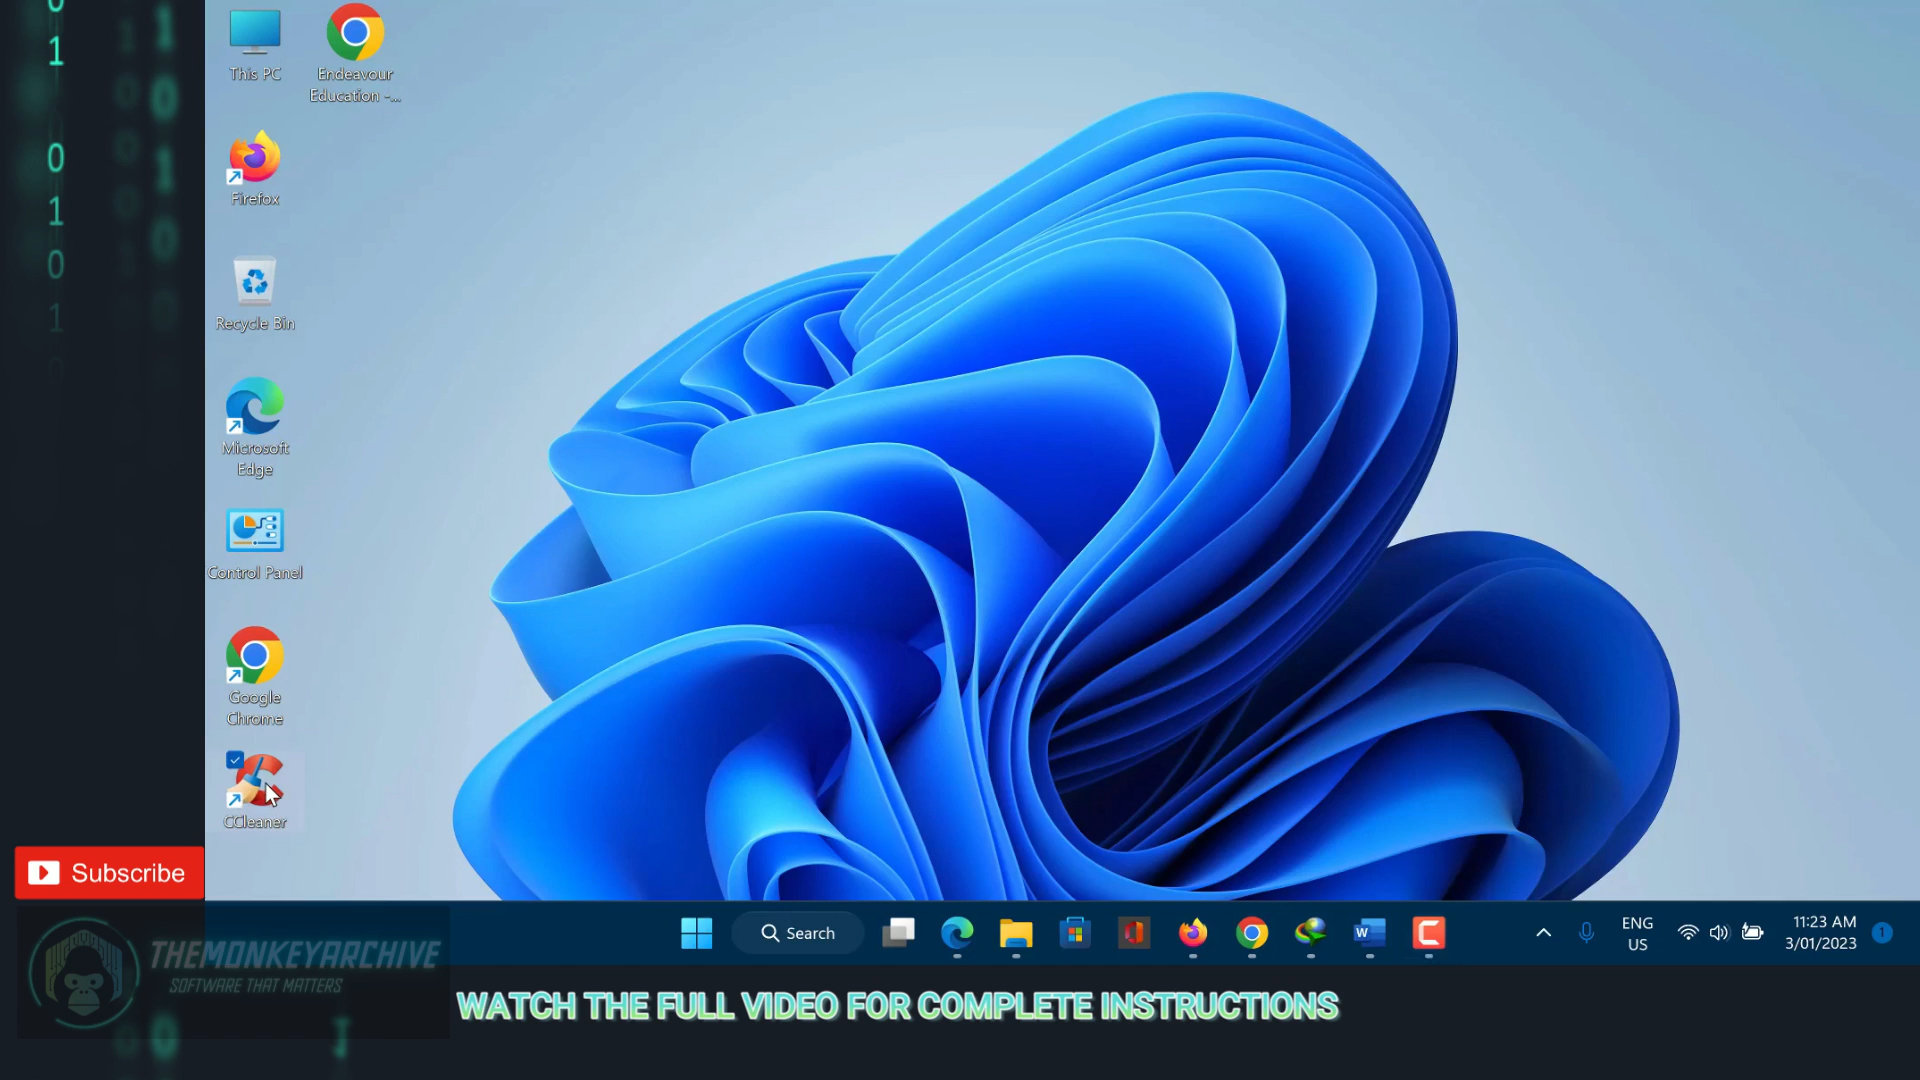 This PC
Endeavour
Education -...
Firefox
Recycle Bin
Microsoft
Edge
Control Panel
Google
Chrome
CCleaner
Subscribe
Search
ENG
US
11:23 AM
3/01/2023
1
THEMONKEYARCHIVE
SOFTWARE THAT MATTERS
WATCH THE FULL VIDEO FOR COMPLETE INSTRUCTIONS